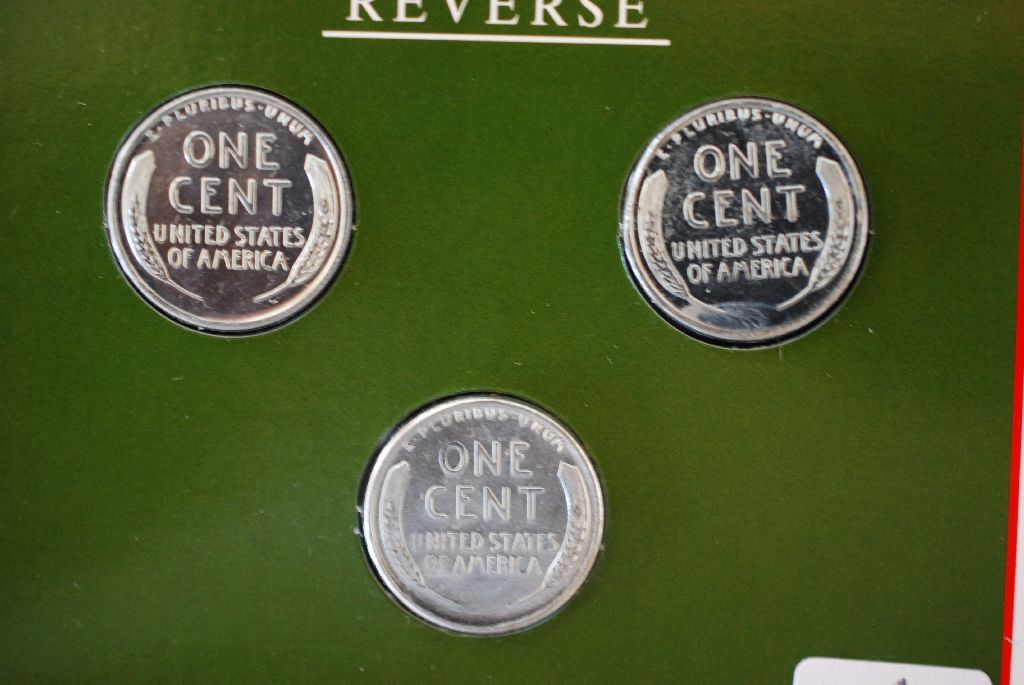 REVERSE
E·PLURIBUS·UNUM
ONE
CENT
UNITED STATES
OF AMERICA
E·PLURIBUS·UNUM
ONE
CENT
UNITED STATES
OF AMERICA
E·PLURIBUS·UNUM
ONE
CENT
UNITED STATES
OF AMERICA